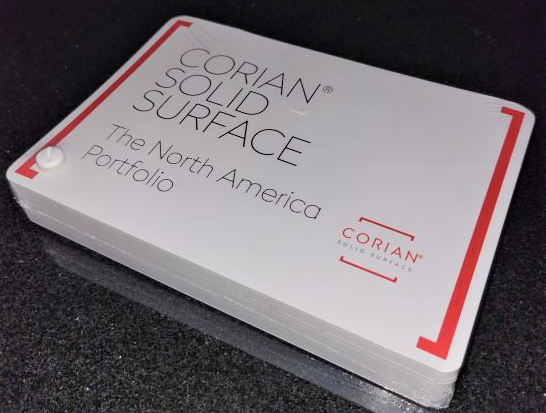 CORIAN®
SOLID
SURFACE
The North America
Portfolio
CORIAN®
SOLID SURFACE